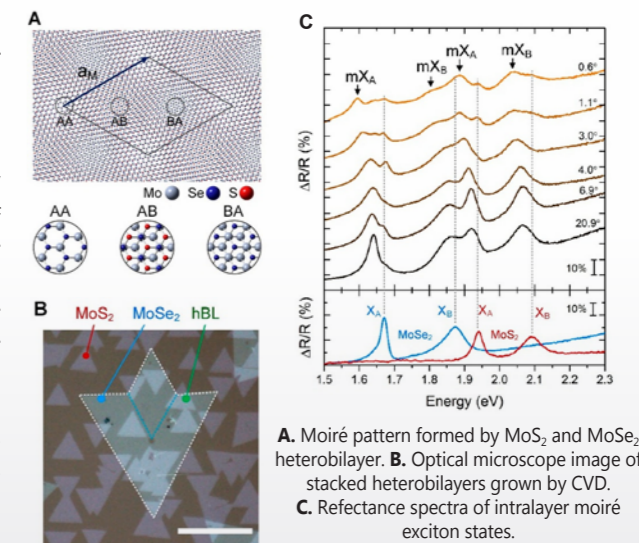 A
a_M
AA
AB
BA
Mo Se S
AA AB BA
B
MoS₂ MoSe₂ hBL
C
mX_A
mX_B
mX_A
mX_B
0.6°
1.1°
3.0°
4.0°
6.9°
20.9°
10%
ΔR/R (%)
10%
X_A X_B X_A X_B
MoSe₂ MoS₂
ΔR/R (%)
1.5 1.6 1.7 1.8 1.9 2.0 2.1 2.2 2.3
Energy (eV)
A. Moiré pattern formed by MoS₂ and MoSe₂
heterobilayer. B. Optical microscope image of
stacked heterobilayers grown by CVD.
C. Refectance spectra of intralayer moiré
exciton states.